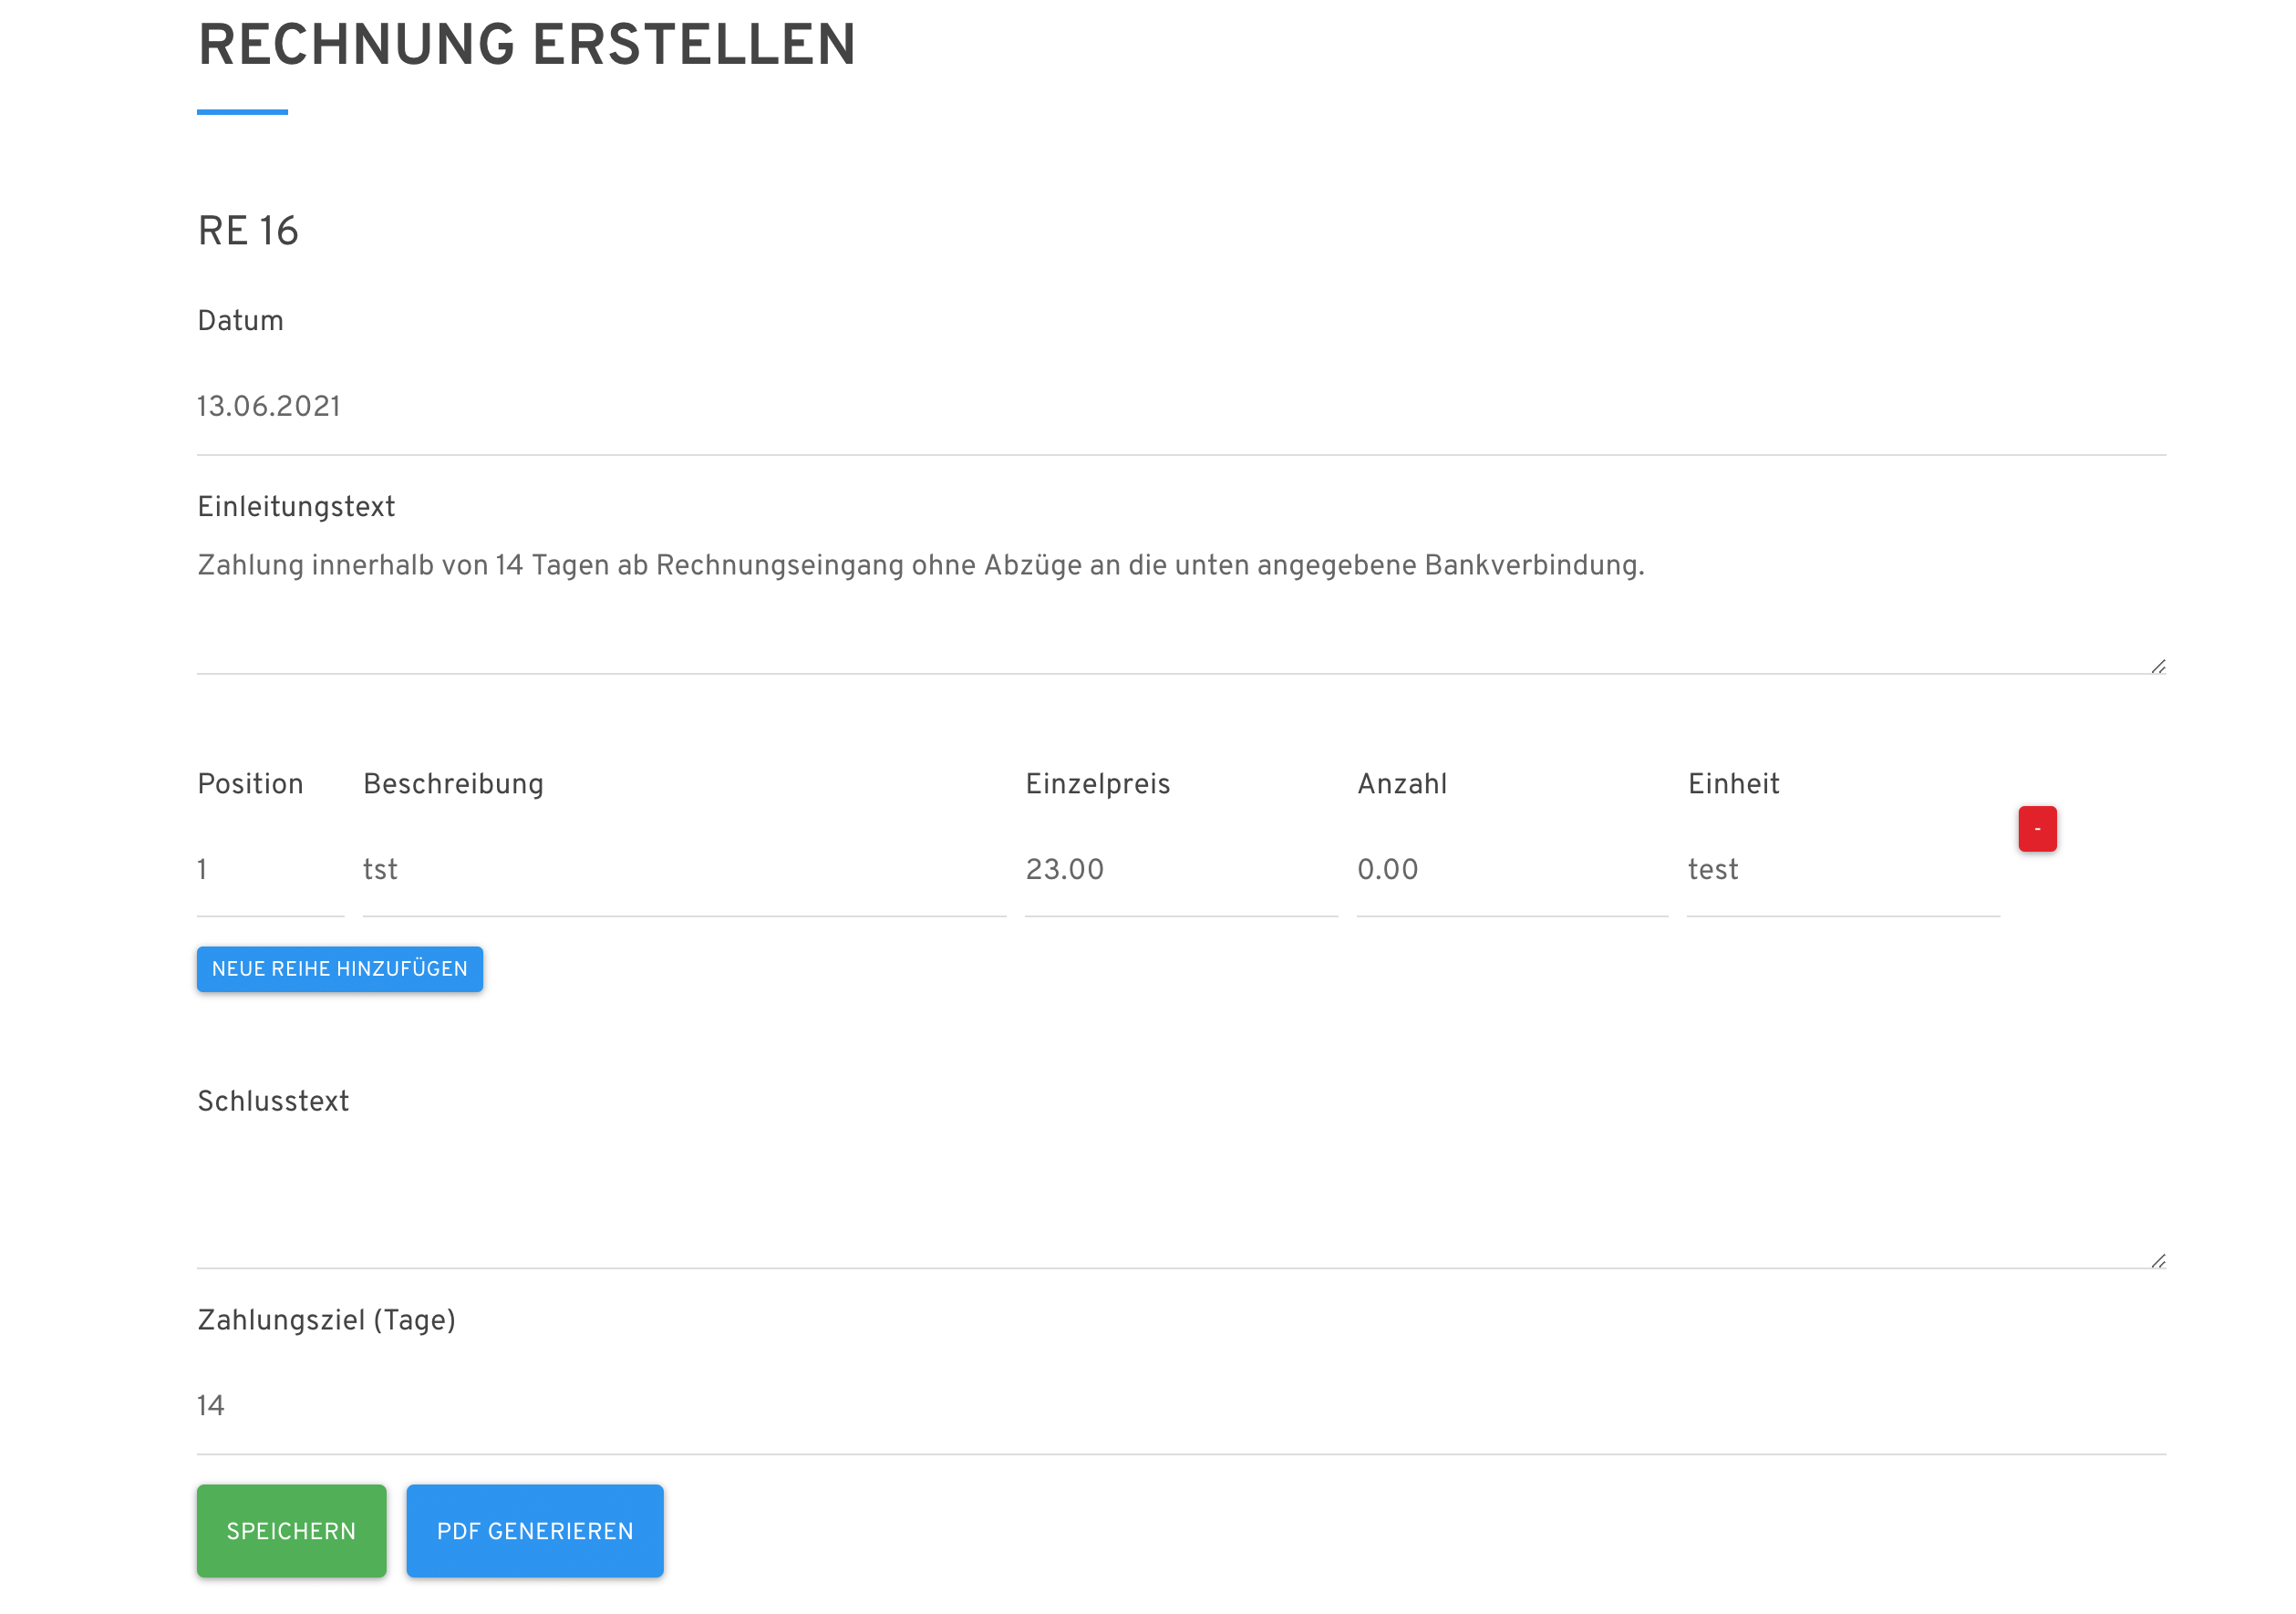 RECHNUNG ERSTELLEN
RE 16
Datum
13.06.2021
Einleitungstext
Zahlung innerhalb von 14 Tagen ab Rechnungseingang ohne Abzüge an die unten angegebene Bankverbindung.
Position Beschreibung Einzelpreis Anzahl Einheit
-
1 tst 23.00 0.00 test
NEUE REIHE HINZUFÜGEN
Schlusstext
Zahlungsziel (Tage)
14
SPEICHERN PDF GENERIEREN